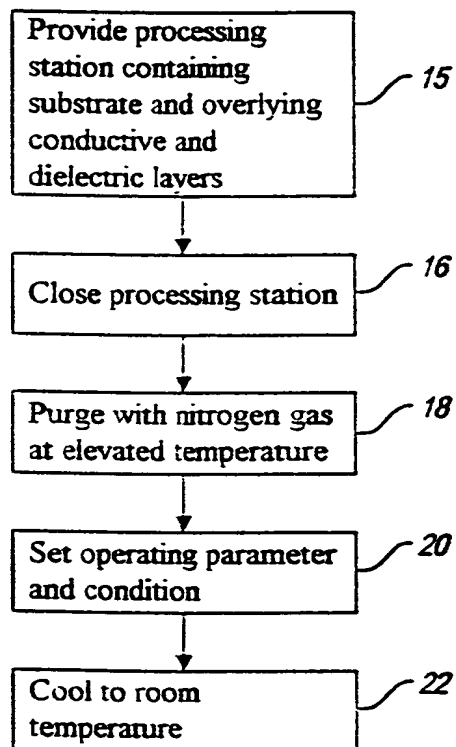 Provide processing
station containing
substrate and overlying
conductive and
dielectric layers
15
Close processing station
16
Purge with nitrogen gas
at elevated temperature
18
Set operating parameter
and condition
20
Cool to room
temperature
22